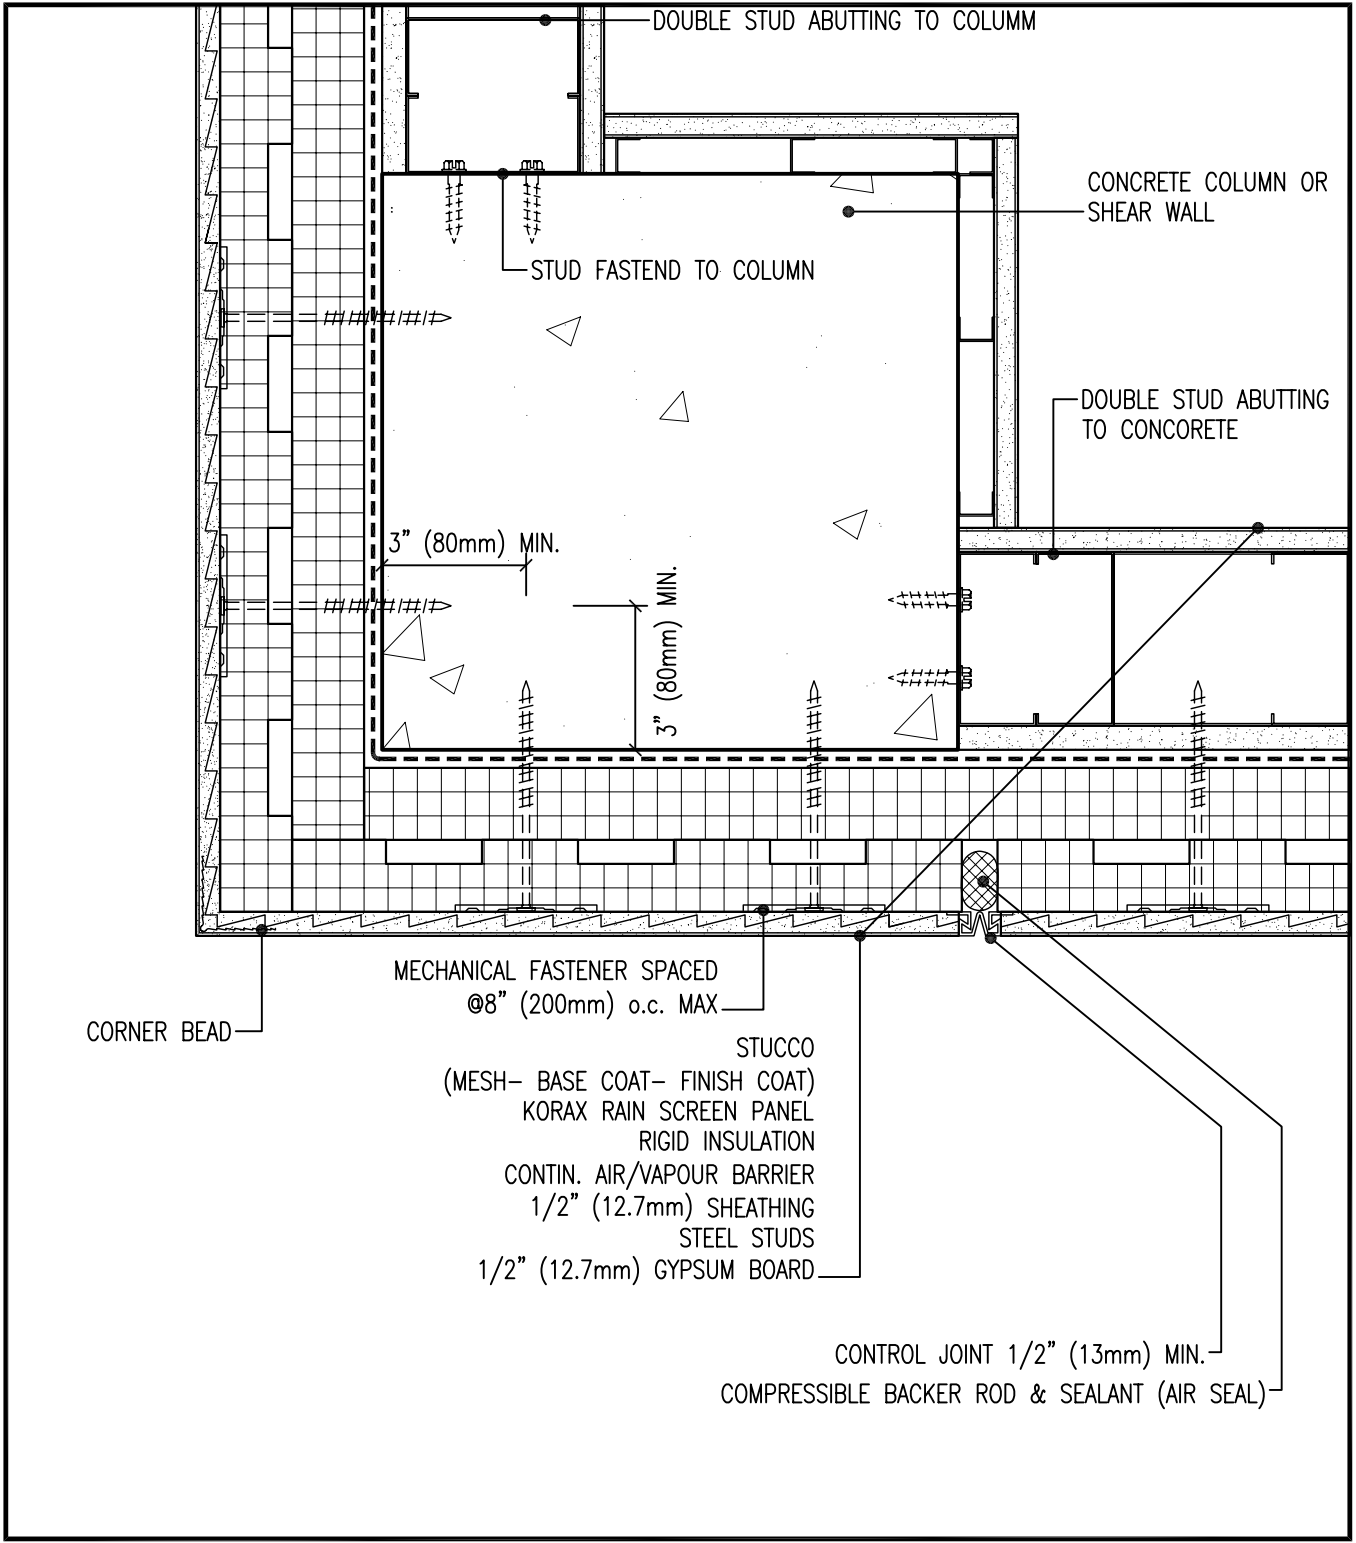 DOUBLE STUD ABUTTING TO COLUMM
CONCRETE COLUMN OR
SHEAR WALL
STUD FASTEND TO COLUMN
DOUBLE STUD ABUTTING
TO CONCORETE
3” (80mm) MIN.
3” (80mm) MIN.
MECHANICAL FASTENER SPACED
@8” (200mm) o.c. MAX
CORNER BEAD
STUCCO
(MESH- BASE COAT- FINISH COAT)
KORAX RAIN SCREEN PANEL
RIGID INSULATION
CONTIN. AIR/VAPOUR BARRIER
1/2” (12.7mm) SHEATHING
STEEL STUDS
1/2” (12.7mm) GYPSUM BOARD
CONTROL JOINT 1/2” (13mm) MIN.
COMPRESSIBLE BACKER ROD & SEALANT (AIR SEAL)